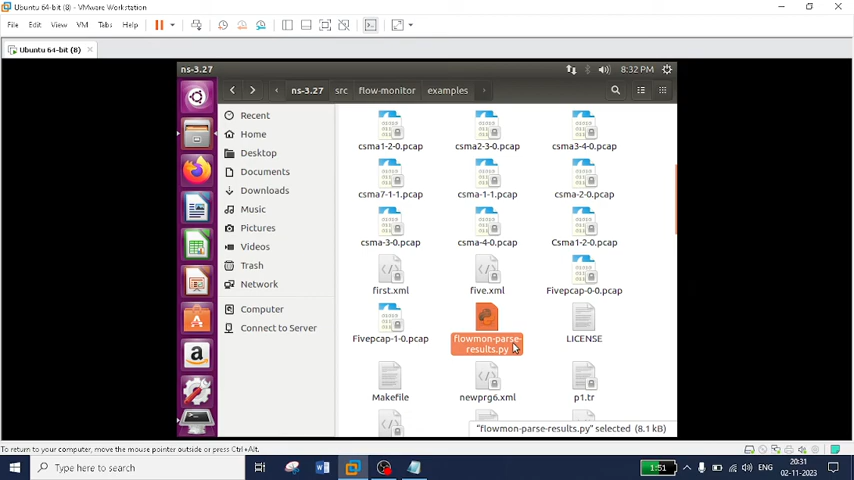 Ubuntu 64-bit (8) - VMware Workstation
File Edit View VM Tabs Help
Ubuntu 64-bit (8)
ns-3.27
8:32 PM
ns-3.27 src flow-monitor examples
Recent
Home
Desktop
Documents
Downloads
Music
Pictures
Videos
Trash
Network
Computer
Connect to Server
csma1-2-0.pcap csma2-3-0.pcap csma3-4-0.pcap
csma7-1-1.pcap csma-1-1.pcap csma-2-0.pcap
csma-3-0.pcap csma-4-0.pcap Csma1-2-0.pcap
first.xml five.xml Fivepcap-0-0.pcap
Fivepcap-1-0.pcap flowmon-parse-
results.py LICENSE
Makefile newprg6.xml p1.tr
"flowmon-parse-results.py" selected (8.1 kB)
To return to your computer, move the mouse pointer outside or press Ctrl+Alt.
Type here to search
1:51
ENG
20:31
02-11-2023